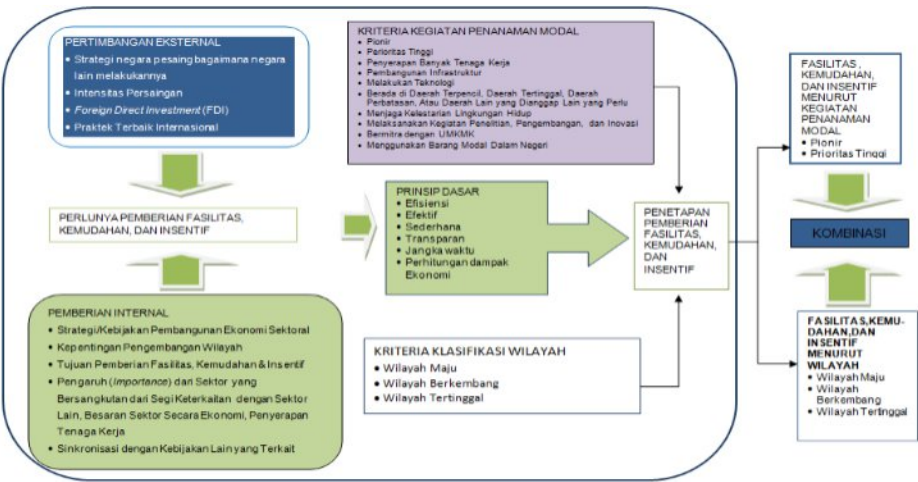 PERTIMBANGAN EKSTERNAL
• Strategi negara pesaing bagaimana negara
lain melakukannya
• Intensitas Persaingan
• Foreign Direct Investment (FDI)
• Praktek Terbaik Internasional
PERLUNYA PEMBERIAN FASILITAS,
KEMUDAHAN, DAN INSENTIF
PEMBERIAN INTERNAL
• Strategi/Kebijakan Pembangunan Ekonomi Sektoral
• Kepentingan Pengembangan Wilayah
• Tujuan Pemberian Fasilitas, Kemudahan & Insentif
• Pengaruh (Importance) dari Sektor yang
Bersangkutan dari Segi Keterkaitan dengan Sektor
Lain, Besaran Sektor Secara Ekonomi, Penyerapan
Tenaga Kerja
• Sinkronisasi dengan Kebijakan Lain yang Terkait
KRITERIA KEGIATAN PENANAMAN MODAL
• Pionir
• Perioritas Tinggi
• Penyerapan Banyak Tenaga Kerja
• Pembangunan Infrastruktur
• Melakukan Teknologi
• Berada di Daerah Terpencil, Daerah Tertinggal, Daerah
Perbatasan, Atau Daerah Lain yang Dianggap Lain yang Perlu
• Menjaga Kelestarian Lingkungan Hidup
• Melaksanakan Kegiatan Penelitian, Pengembangan, dan Inovasi
• Bermitra dengan UMKMK
• Menggunakan Barang Modal Dalam Negeri
PRINSIP DASAR
• Efisiensi
• Efektif
• Sederhana
• Transparan
• Jangka waktu
• Perhitungan dampak
Ekonomi
KRITERIA KLASIFIKASI WILAYAH
• Wilayah Maju
• Wilayah Berkembang
• Wilayah Tertinggal
PENETAPAN
PEMBERIAN
FASILITAS,
KEMUDAHAN,
DAN
INSENTIF
FASILITAS ,
KEMUDAHAN,
DAN INSENTIF
MENURUT
KEGIATAN
PENANAMAN
MODAL
• Pionir
• Prioritas Tinggi
KOMBINASI
FASILITAS,KEMU-
DAHAN,DAN
INSENTIF
MENURUT
WILAYAH
• Wilayah Maju
• Wilayah
Berkembang
• Wilayah Tertinggal